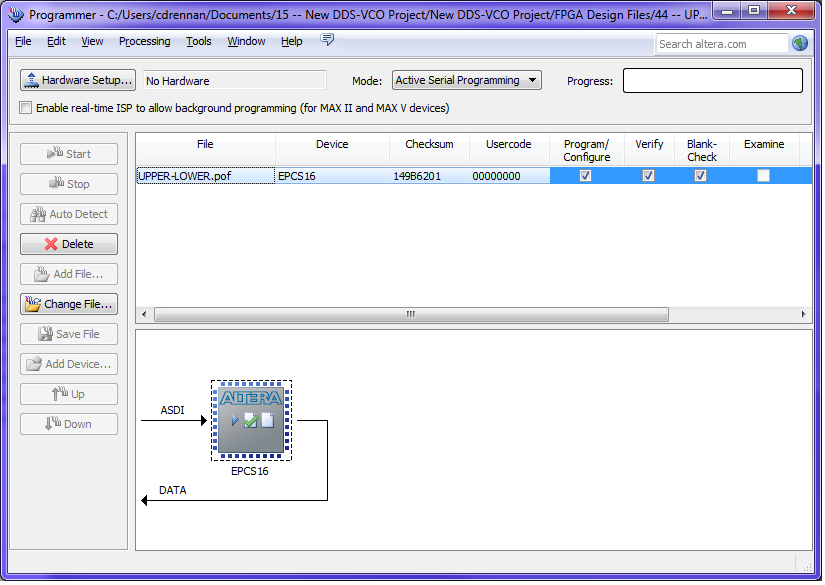 Programmer - C:/Users/cdrennan/Documents/15 -- New DDS-VCO Project/New DDS-VCO Project/FPGA Design Files/44 -- UP...
File Edit View Processing Tools Window Help
Search altera.com
Hardware Setup... No Hardware Mode: Active Serial Programming Progress:
Enable real-time ISP to allow background programming (for MAX II and MAX V devices)
Start
Stop
Auto Detect
Delete
Add File...
Change File...
Save File
Add Device...
Up
Down
File Device Checksum Usercode Program/ Verify Blank- Examine
Configure Check
UPPER-LOWER.pof EPCS16 149B6201 00000000
ASDI
ALTERA
EPCS16
DATA